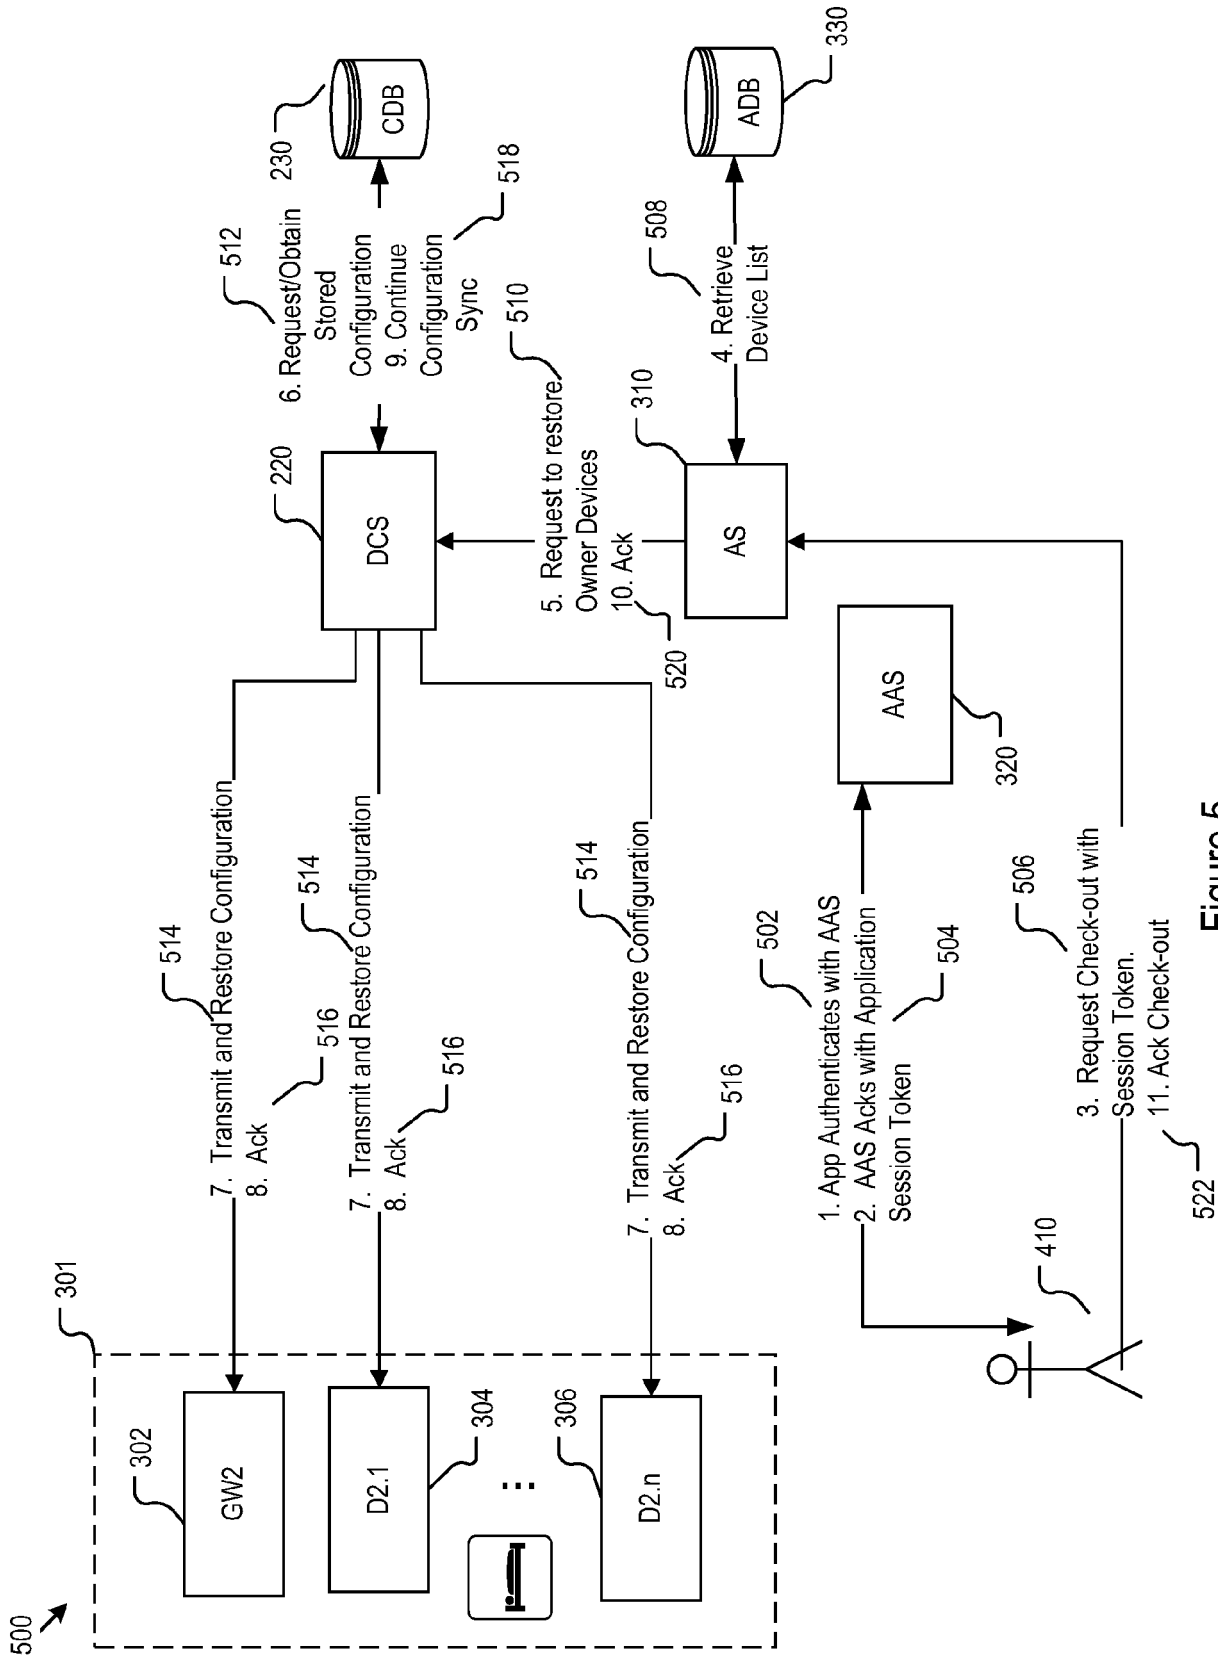 500
301
302
GW2
D2.1
304
...
306
D2.n
7. Transmit and Restore Configuration
514
8. Ack
516
7. Transmit and Restore Configuration
514
8. Ack
516
7. Transmit and Restore Configuration
514
8. Ack
516
DCS
220
6. Request/Obtain
Stored
Configuration
512
9. Continue
Configuration
Sync
518
CDB
230
5. Request to restore
Owner Devices
510
10. Ack
520
AS
310
4. Retrieve
Device List
508
ADB
330
AAS
320
1. App Authenticates with AAS
502
2. AAS Acks with Application
Session Token
504
410
3. Request Check-out with
Session Token.
506
11. Ack Check-out
522
Figure 5